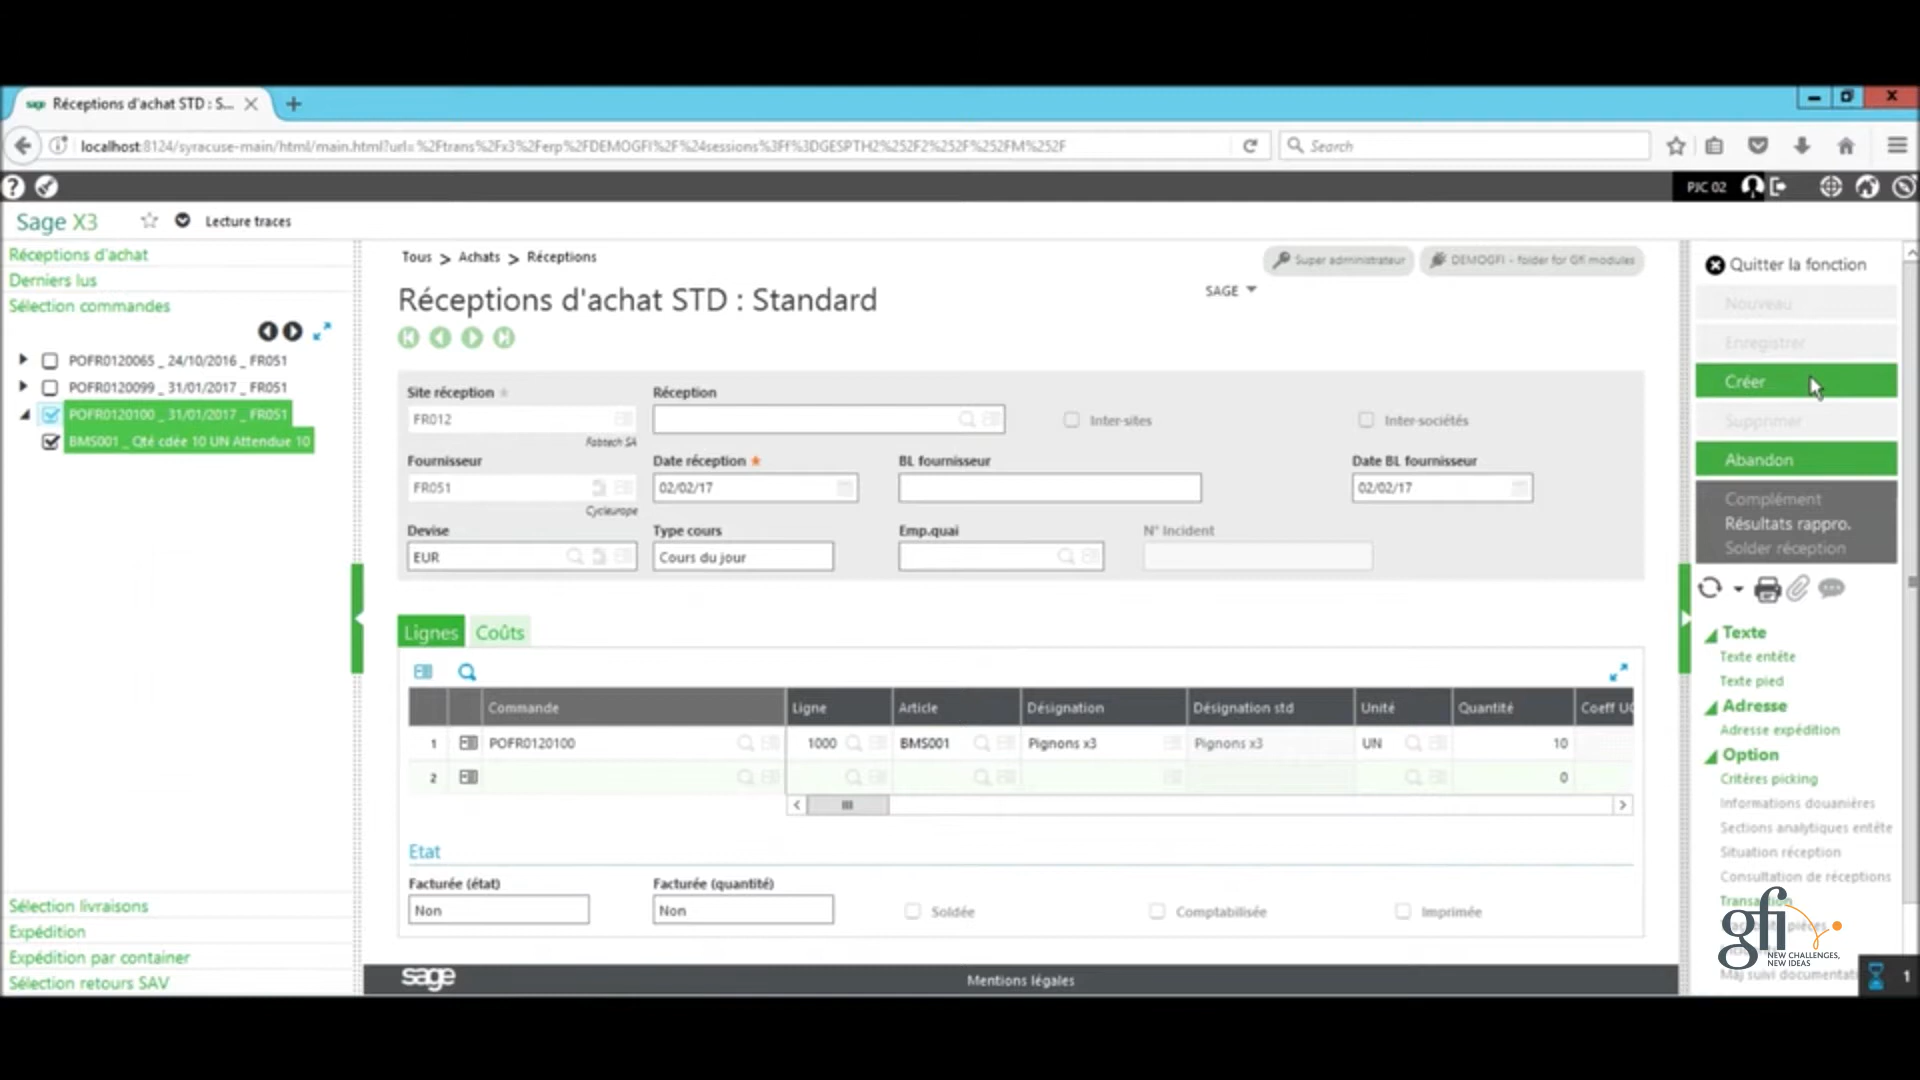 sage Réceptions d'achat STD : S...
localhost:8124/syracuse-main/html/main.html?url=%2Ftrans%2Fx3%2Ferp%2FDEMOGFI%2F%24sessions%3Ff%3DGESPTH2%252F2%252F%252FM%252F
Search
PJC 02
Sage X3
Lecture traces
Réceptions d'achat
Derniers lus
Sélection commandes
POFR0120065 _ 24/10/2016 _ FR051
POFR0120099 _ 31/01/2017 _ FR051
POFR0120100 _ 31/01/2017 _ FR051
BMS001 _ Qté cdée 10 UN Attendue 10
Sélection livraisons
Expédition
Expédition par container
Sélection retours SAV
Tous > Achats > Réceptions
Super administrateur
DEMOGFI - folder for Gfi modules
Réceptions d'achat STD : Standard
SAGE
Site réception
Réception
FR012
Inter-sites
Inter-sociétés
Fabtech SA
Fournisseur
Date réception *
BL fournisseur
Date BL fournisseur
FR051
02/02/17
02/02/17
Cycleurope
Devise
Type cours
Emp.quai
N° Incident
EUR
Cours du jour
Lignes
Coûts
Commande Ligne Article Désignation Désignation std Unité Quantité Coeff U
1 POFR0120100 1000 BMS001 Pignons x3 Pignons x3 UN 10
2 0
Etat
Facturée (état)
Facturée (quantité)
Non
Non
Soldée
Comptabilisée
Imprimée
sage
Mentions légales
Quitter la fonction
Nouveau
Enregistrer
Créer
Supprimer
Abandon
Complément
Résultats rappro.
Solder réception
Texte
Texte entête
Texte pied
Adresse
Adresse expédition
Option
Critères picking
Informations douanières
Sections analytiques entête
Situation réception
Consultation de réceptions
Transaction
gfi
NEW CHALLENGES,
NEW IDEAS
Maj suivi documentat
1